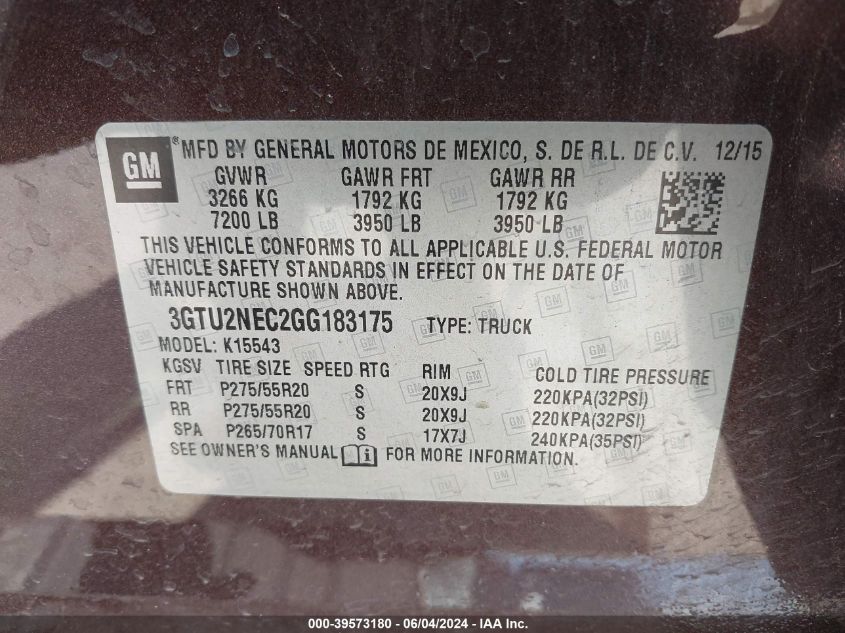 GM ® MFD BY GENERAL MOTORS DE MEXICO, S. DE R.L. DE C.V. 12/15
GVWR GAWR FRT GAWR RR
3266 KG 1792 KG 1792 KG
7200 LB 3950 LB 3950 LB
THIS VEHICLE CONFORMS TO ALL APPLICABLE U.S. FEDERAL MOTOR
VEHICLE SAFETY STANDARDS IN EFFECT ON THE DATE OF
MANUFACTURE SHOWN ABOVE.
3GTU2NEC2GG183175 TYPE: TRUCK
MODEL: K15543
KGSV TIRE SIZE SPEED RTG RIM COLD TIRE PRESSURE
FRT P275/55R20 S 20X9J 220KPA(32PSI)
RR P275/55R20 S 20X9J 220KPA(32PSI)
SPA P265/70R17 S 17X7J 240KPA(35PSI)
SEE OWNER'S MANUAL i FOR MORE INFORMATION.
000-39573180 - 06/04/2024 - IAA Inc.